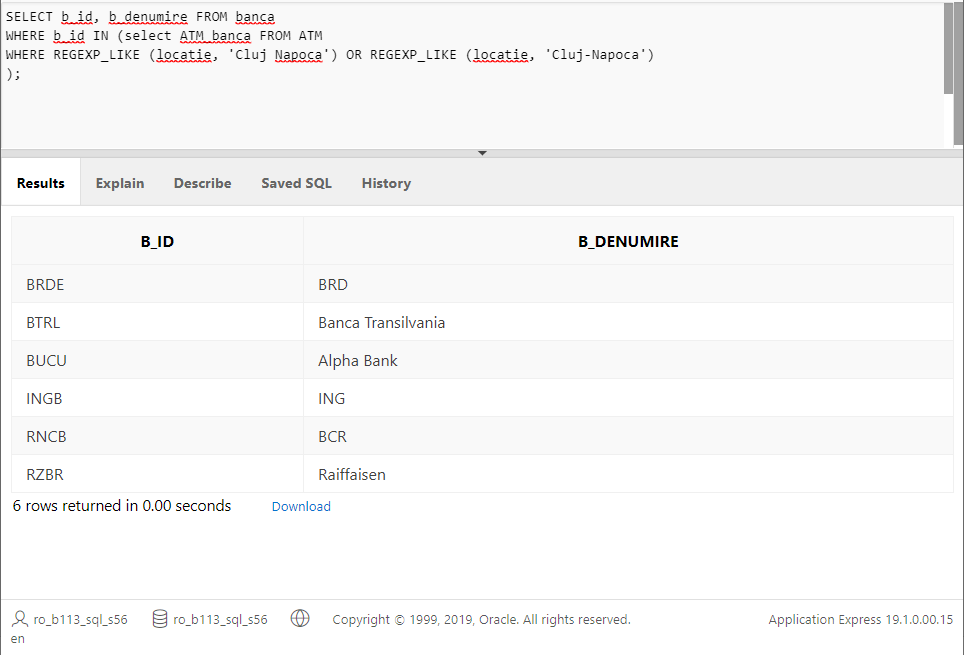 SELECT b_id, b_denumire FROM banca
WHERE b_id IN (select ATM_banca FROM ATM
WHERE REGEXP_LIKE (locatie, 'Cluj Napoca') OR REGEXP_LIKE (locatie, 'Cluj-Napoca')
);
Results Explain Describe Saved SQL History
B_ID B_DENUMIRE
BRDE BRD
BTRL Banca Transilvania
BUCU Alpha Bank
INGB ING
RNCB BCR
RZBR Raiffaisen
6 rows returned in 0.00 seconds Download
ro_b113_sql_s56 ro_b113_sql_s56 Copyright © 1999, 2019, Oracle. All rights reserved. Application Express 19.1.0.00.15
en